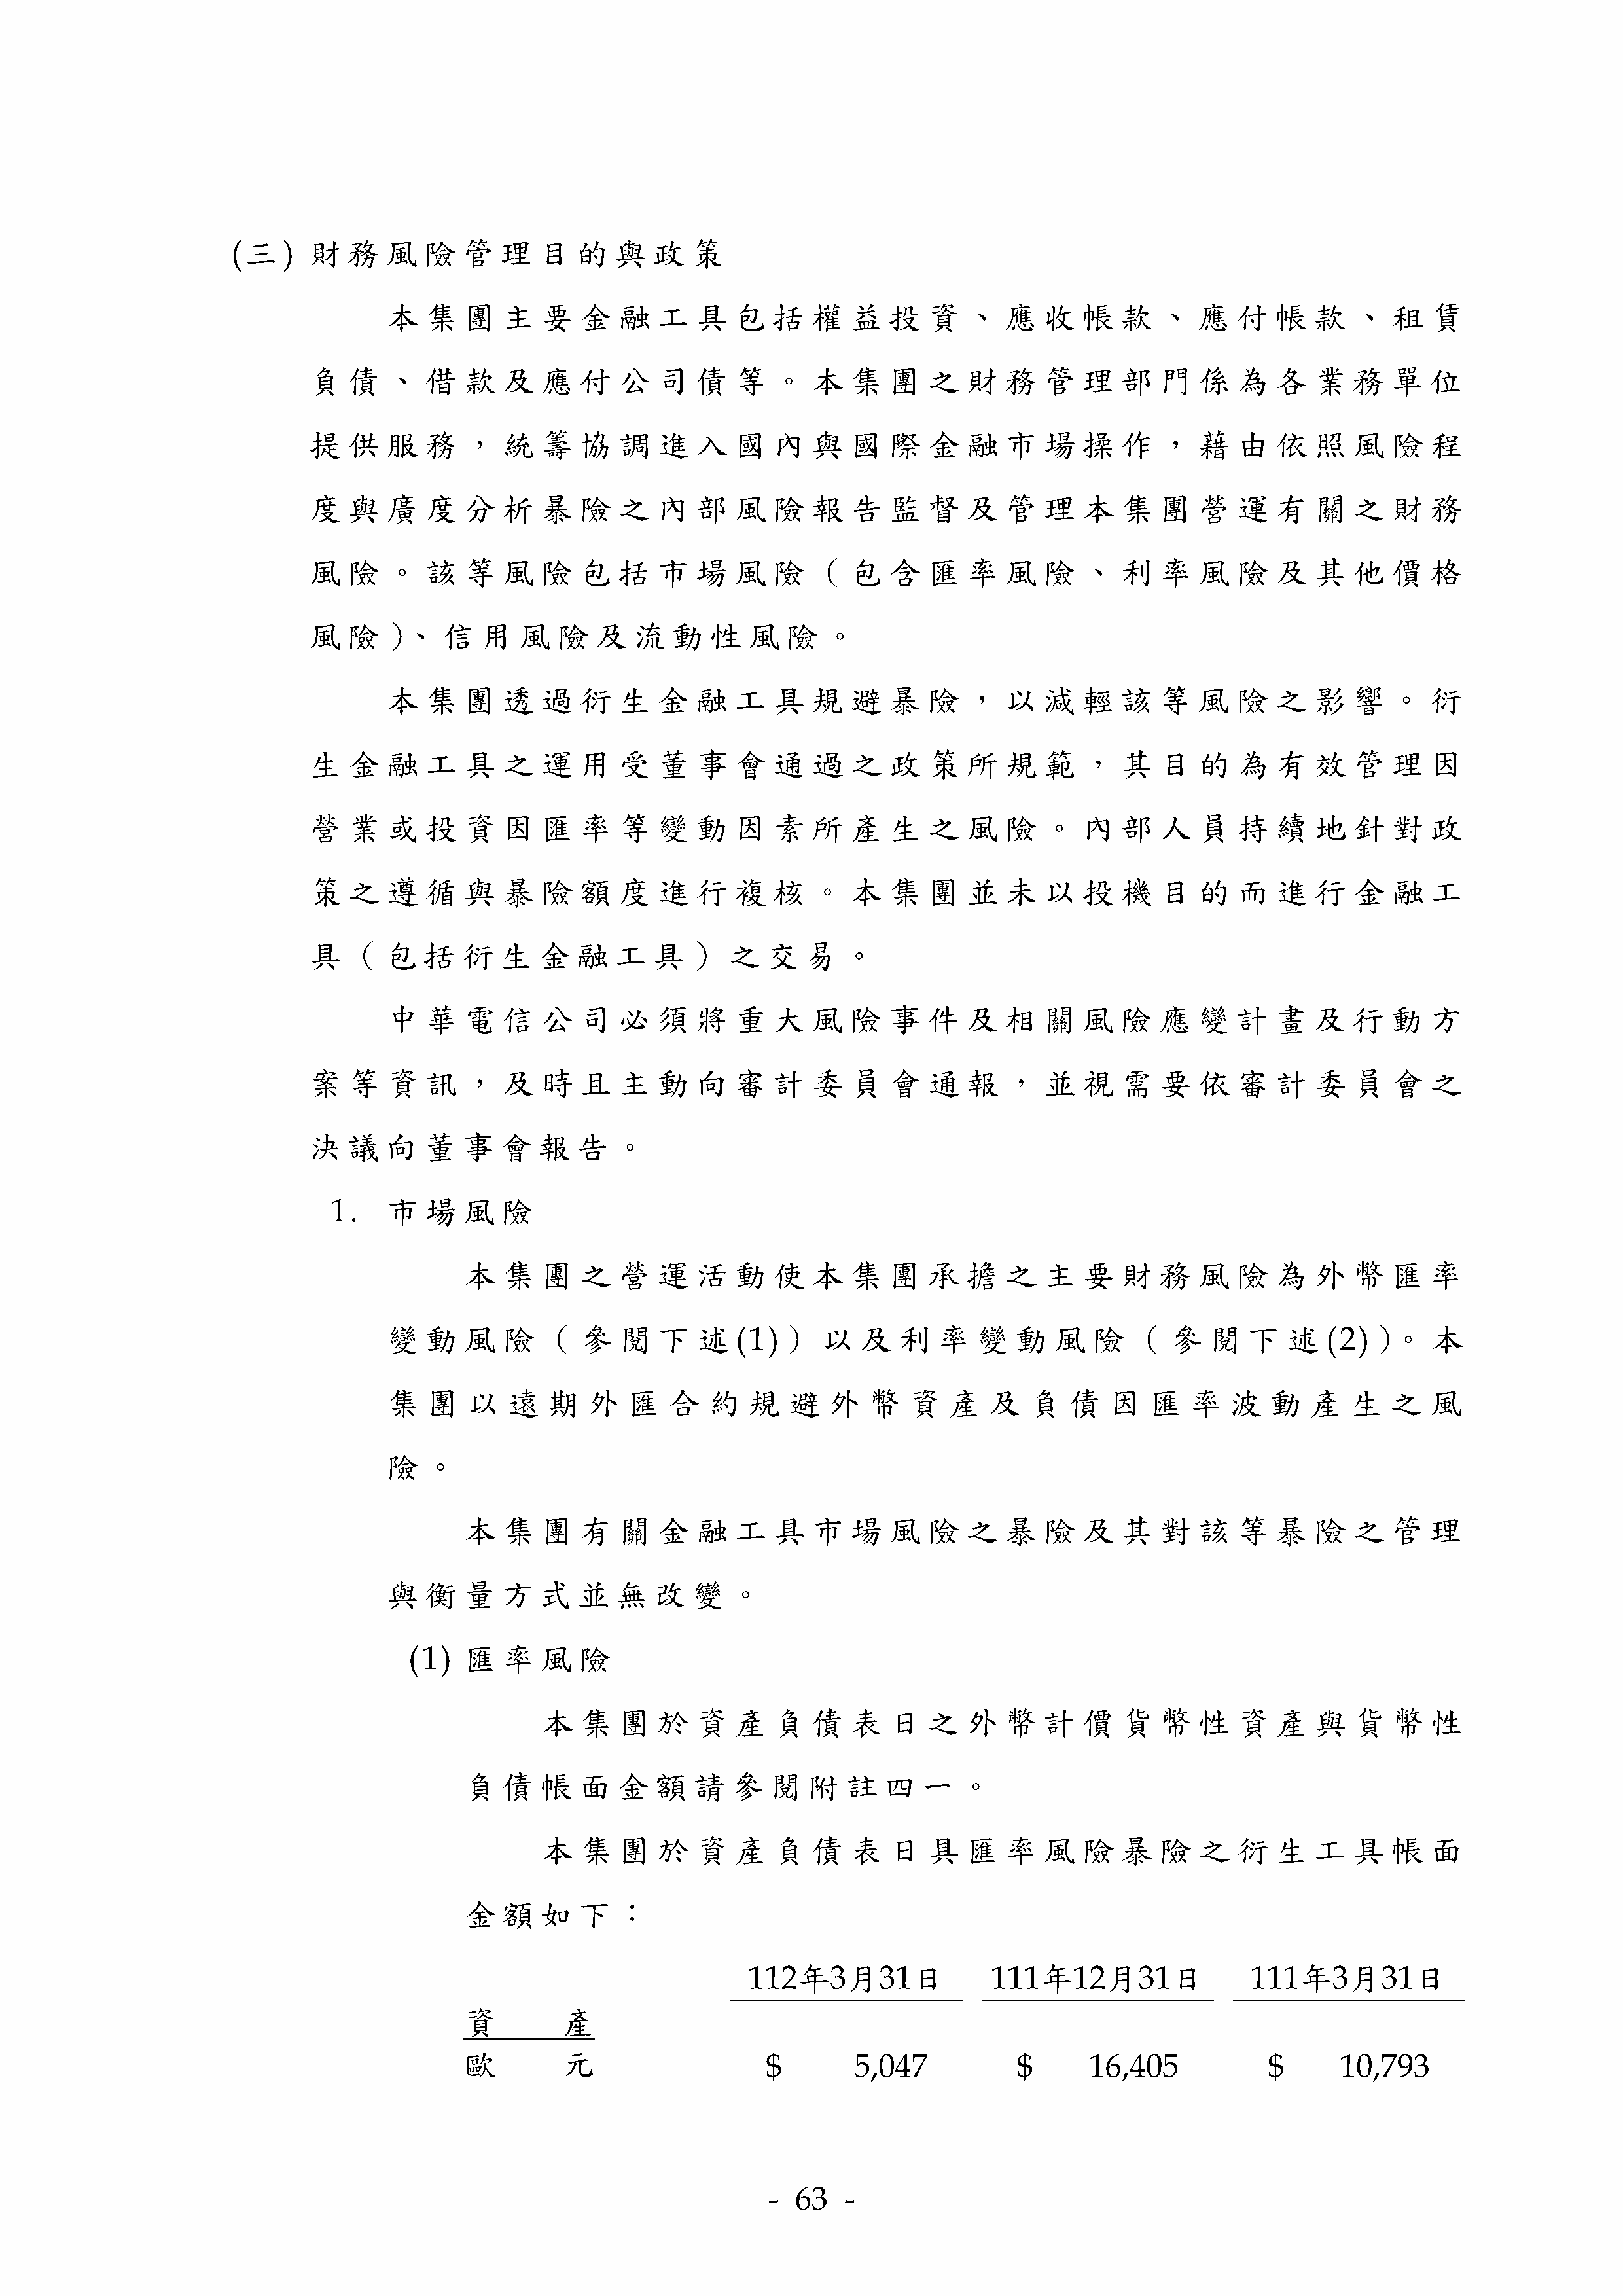 (三) 財務風險管理目的與政策
本集團主要金融工具包括權益投資、應收帳款、應付帳款、租賃
負債、借款及應付公司債等。本集團之財務管理部門係為各業務單位
提供服務，統籌協調進入國內與國際金融市場操作，藉由依照風險程
度與廣度分析暴險之內部風險報告監督及管理本集團營運有關之財務
風險。該等風險包括市場風險（包含匯率風險、利率風險及其他價格
風險）、信用風險及流動性風險。
本集團透過衍生金融工具規避暴險，以減輕該等風險之影響。衍
生金融工具之運用受董事會通過之政策所規範，其目的為有效管理因
營業或投資因匯率等變動因素所產生之風險。內部人員持續地針對政
策之遵循與暴險額度進行複核。本集團並未以投機目的而進行金融工
具（包括衍生金融工具）之交易。
中華電信公司必須將重大風險事件及相關風險應變計畫及行動方
案等資訊，及時且主動向審計委員會通報，並視需要依審計委員會之
決議向董事會報告。
1. 市場風險
本集團之營運活動使本集團承擔之主要財務風險為外幣匯率
變動風險（參閱下述(1)）以及利率變動風險（參閱下述(2)）。本
集團以遠期外匯合約規避外幣資產及負債因匯率波動產生之風
險。
本集團有關金融工具市場風險之暴險及其對該等暴險之管理
與衡量方式並無改變。
(1) 匯率風險
本集團於資產負債表日之外幣計價貨幣性資產與貨幣性
負債帳面金額請參閱附註四一。
本集團於資產負債表日具匯率風險暴險之衍生工具帳面
金額如下：
112年3月31日 111年12月31日 111年3月31日
資 產
歐 元 $ 5,047 $ 16,405 $ 10,793
- 63 -